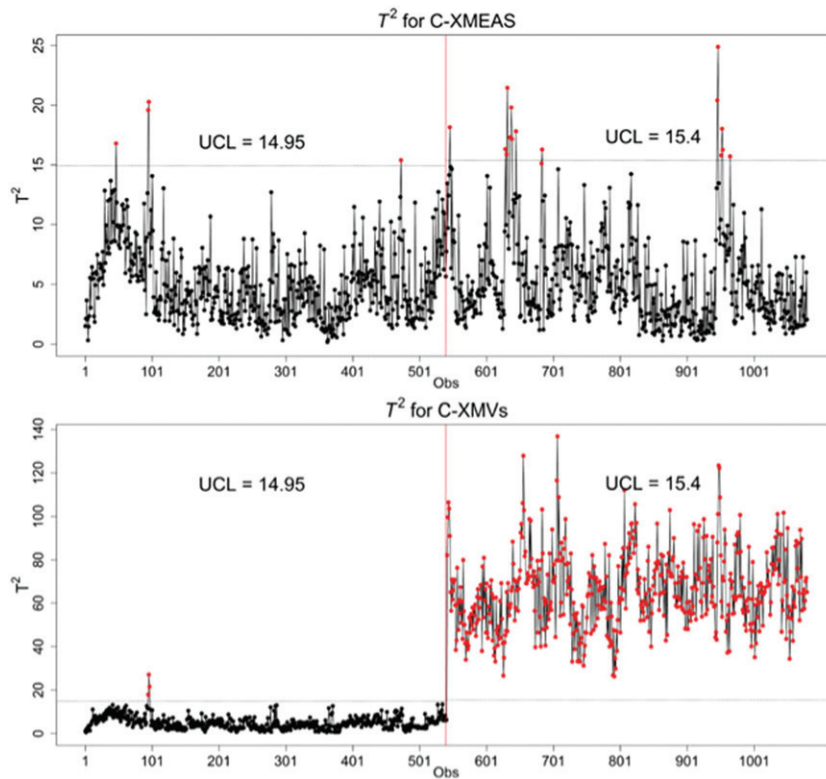 T² for C-XMEAS
UCL = 14.95
UCL = 15.4
T²
25
20
15
10
5
0
1 101 201 301 401 501 601 701 801 901 1001
Obs
T² for C-XMVs
UCL = 14.95
UCL = 15.4
T²
140
120
100
80
60
40
20
0
1 101 201 301 401 501 601 701 801 901 1001
Obs